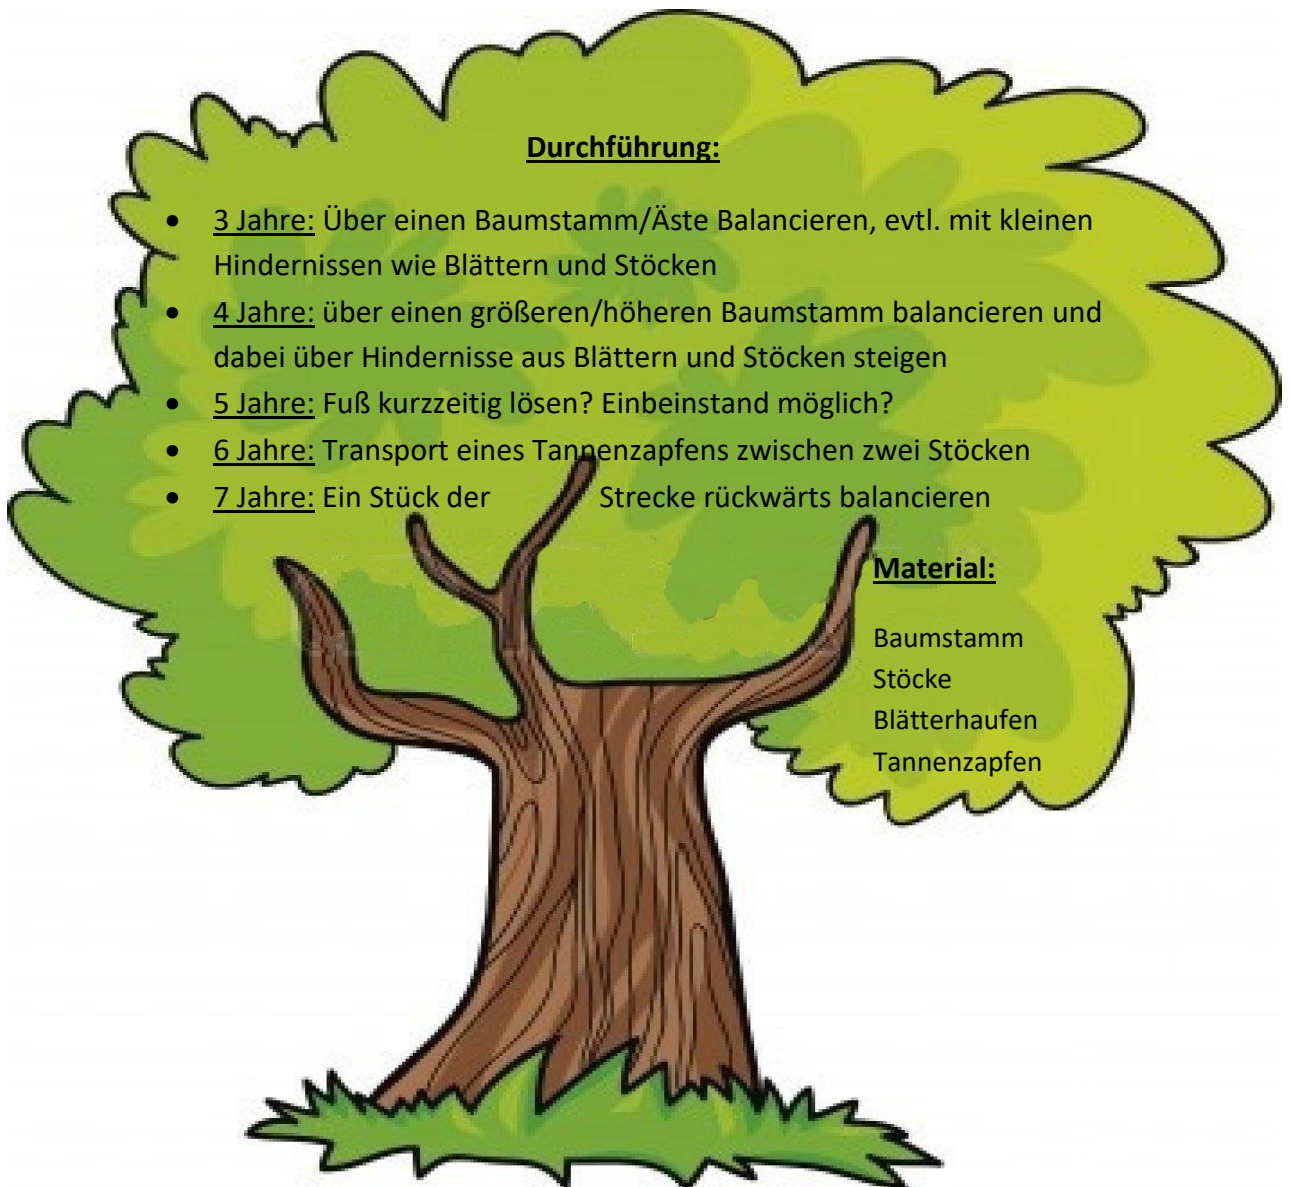 Durchführung:
• 3 Jahre: Über einen Baumstamm/Äste Balancieren, evtl. mit kleinen
Hindernissen wie Blättern und Stöcken
• 4 Jahre: über einen größeren/höheren Baumstamm balancieren und
dabei über Hindernisse aus Blättern und Stöcken steigen
• 5 Jahre: Fuß kurzzeitig lösen? Einbeinstand möglich?
• 6 Jahre: Transport eines Tannenzapfens zwischen zwei Stöcken
• 7 Jahre: Ein Stück der Strecke rückwärts balancieren
Material:
Baumstamm
Stöcke
Blätterhaufen
Tannenzapfen